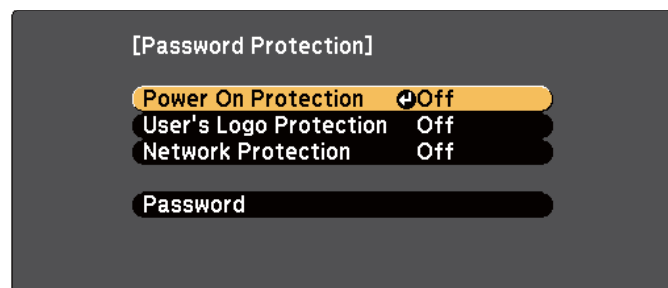 [Password Protection]
Power On Protection Off
User's Logo Protection Off
Network Protection Off
Password